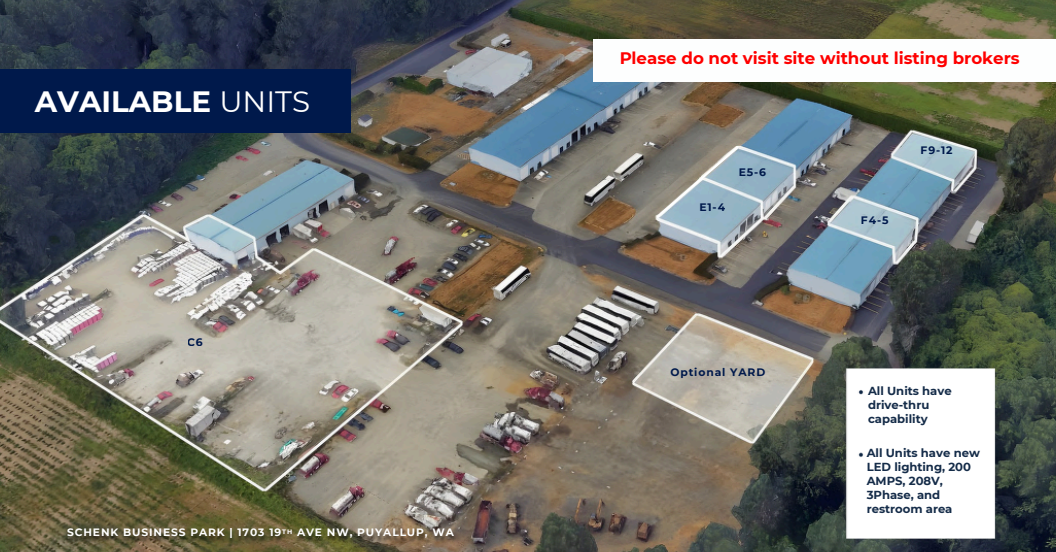 Please do not visit site without listing brokers
AVAILABLE UNITS
F9-12
E5-6
E1-4
F4-5
C6
Optional YARD
• All Units have
drive-thru
capability
• All Units have new
LED lighting, 200
AMPS, 208V,
3Phase, and
restroom area
SCHENK BUSINESS PARK | 1703 19TH AVE NW, PUYALLUP, WA